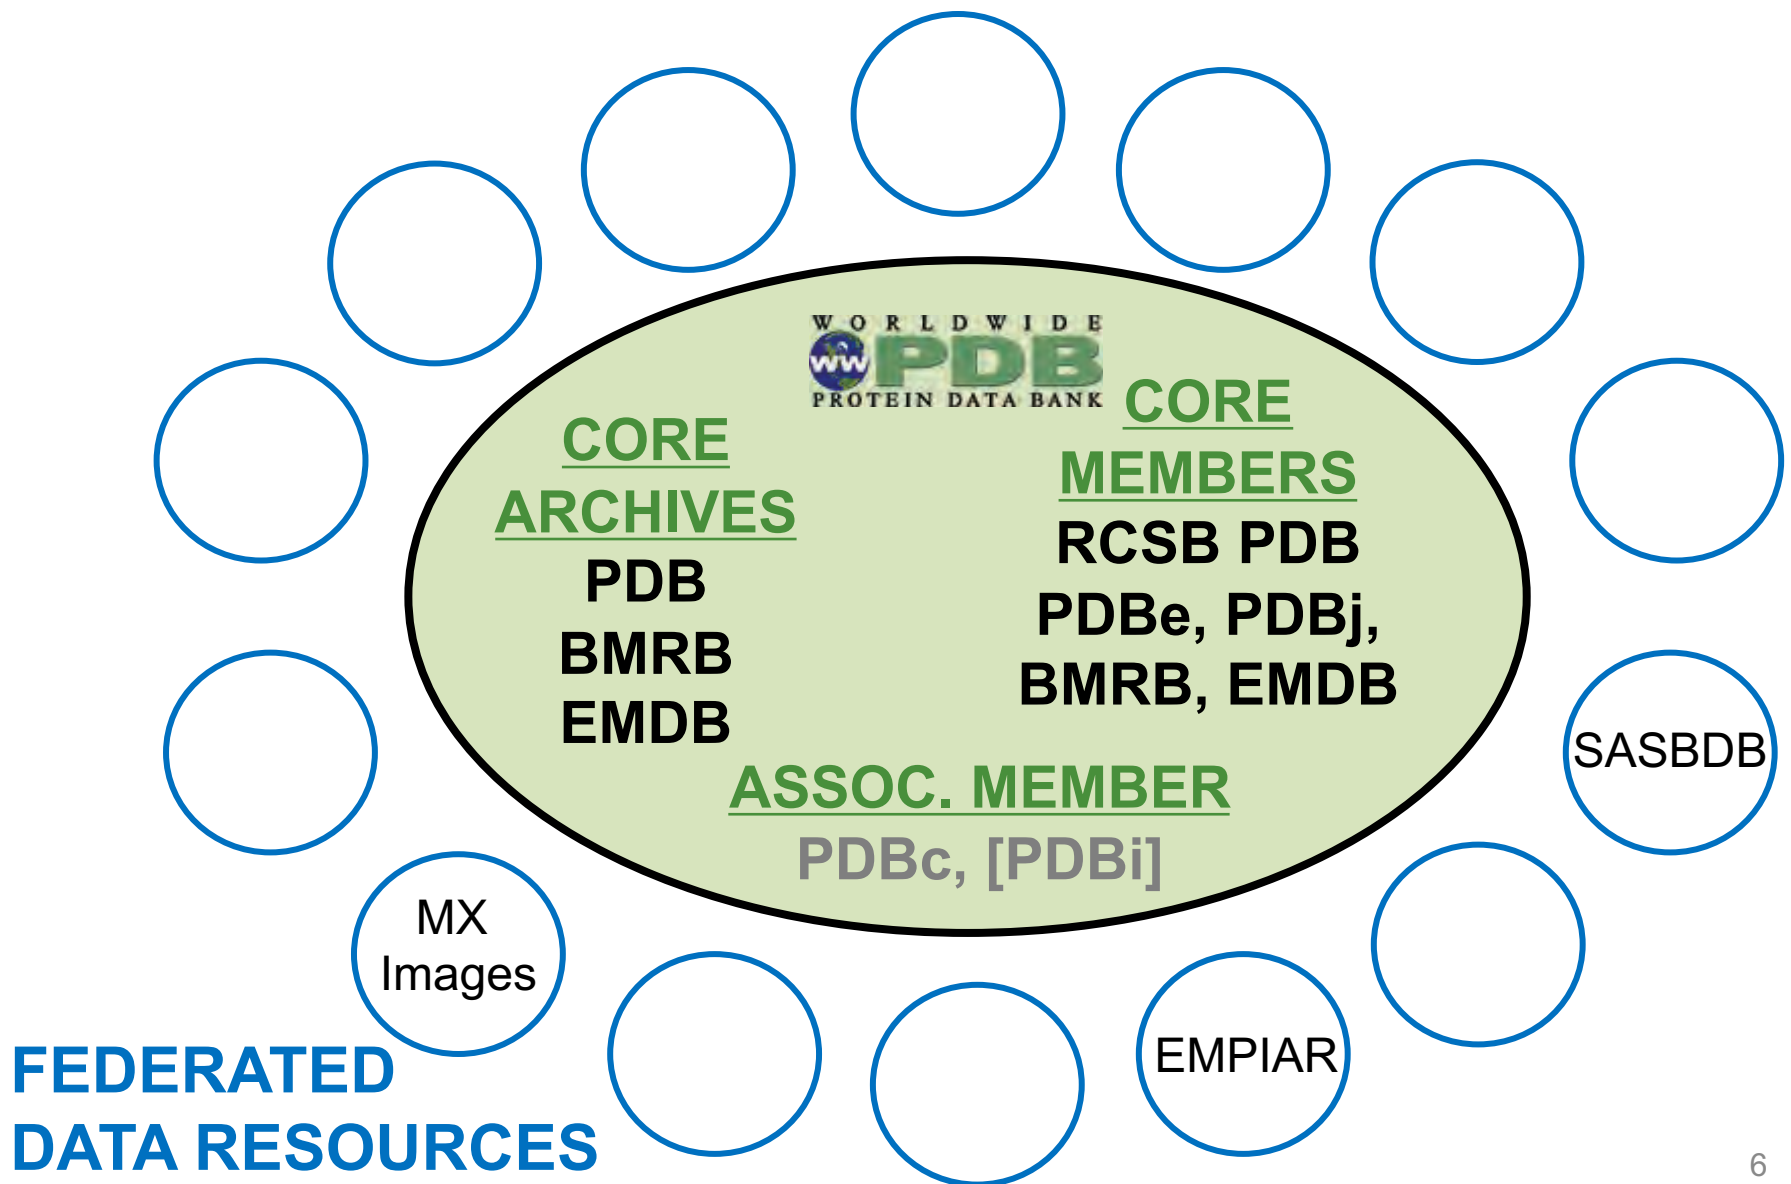 WORLDWIDE
ww PDB
PROTEIN DATA BANK
CORE
ARCHIVES
PDB
BMRB
EMDB
CORE
MEMBERS
RCSB PDB
PDBe, PDBj,
BMRB, EMDB
ASSOC. MEMBER
PDBc, [PDBi]
SASBDB
MX
Images
EMPIAR
FEDERATED
DATA RESOURCES
6